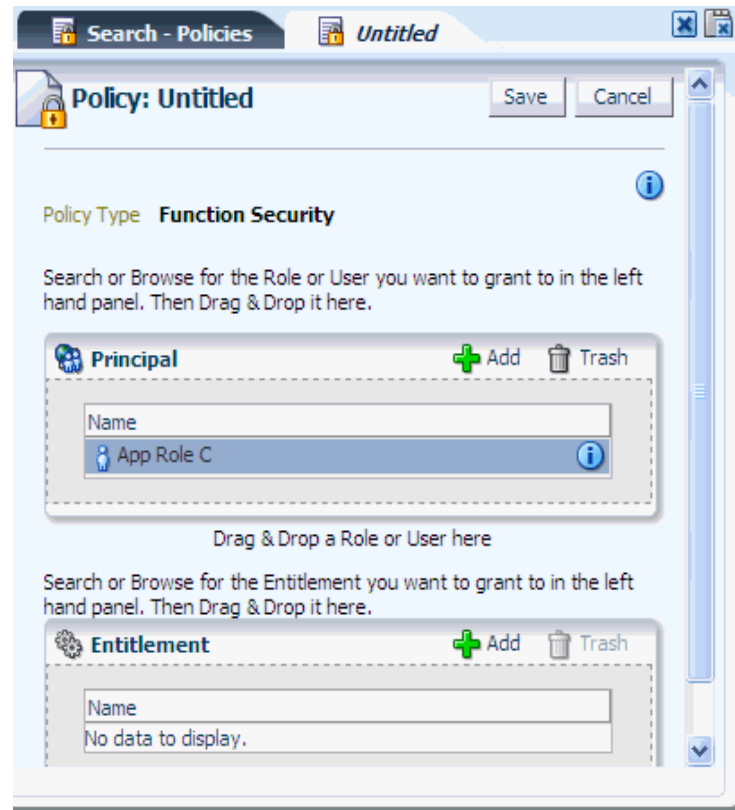 Search - Policies
Untitled
Policy: Untitled
Save
Cancel
Policy Type Function Security
Search or Browse for the Role or User you want to grant to in the left
hand panel. Then Drag & Drop it here.
Principal
Add
Trash
Name
App Role C
Drag & Drop a Role or User here
Search or Browse for the Entitlement you want to grant to in the left
hand panel. Then Drag & Drop it here.
Entitlement
Add
Trash
Name
No data to display.